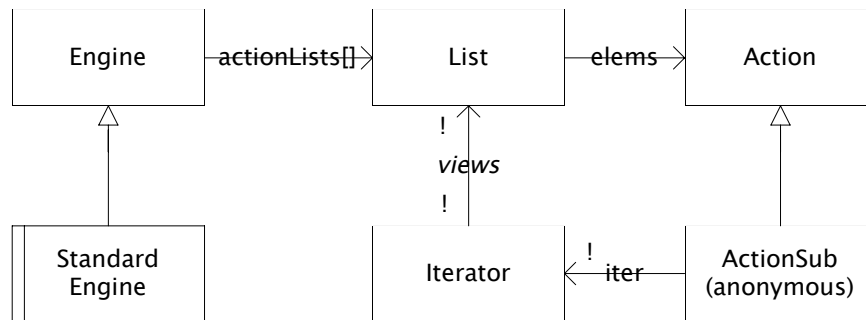 Engine
actionLists[]
List
elems
Action
!
views
!
Standard
Engine
Iterator
!
iter
ActionSub
(anonymous)